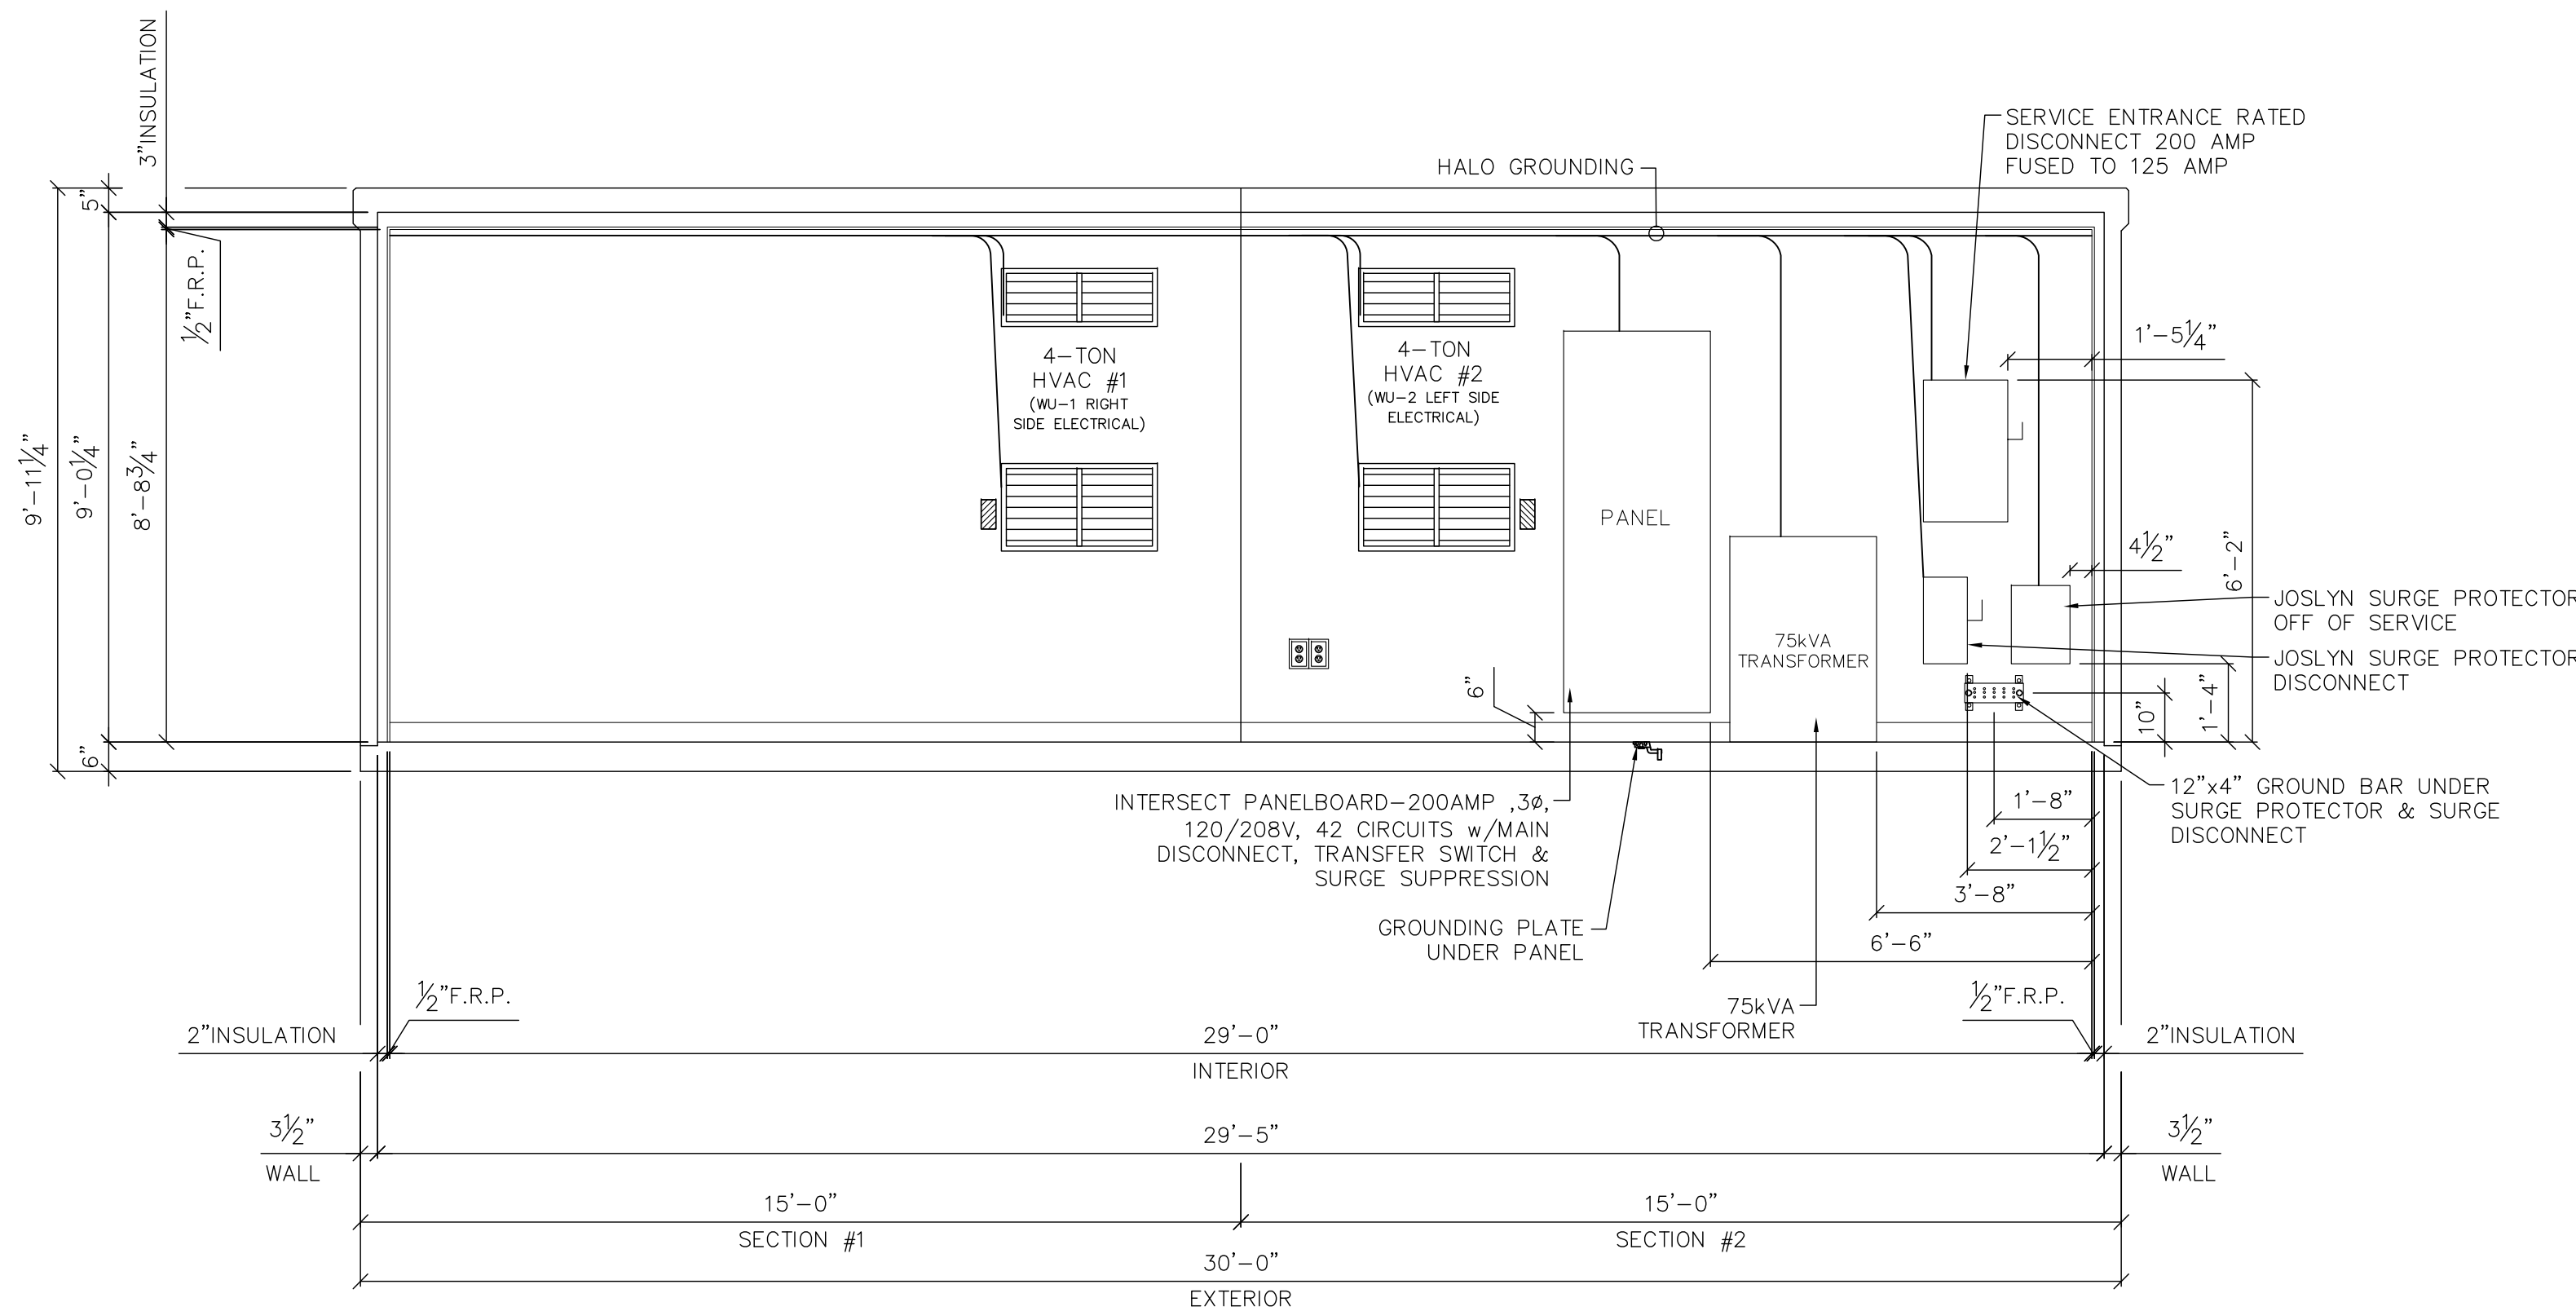 3"INSULATION
SERVICE ENTRANCE RATED
DISCONNECT 200 AMP
FUSED TO 125 AMP
HALO GROUNDING
5"
½"F.R.P.
9'-11¼"
9'-0¼"
8'-8¾"
6"
4-TON
HVAC #1
(WU-1 RIGHT
SIDE ELECTRICAL)
4-TON
HVAC #2
(WU-2 LEFT SIDE
ELECTRICAL)
PANEL
75kVA
TRANSFORMER
1'-5¼"
4½"
6'-2"
JOSLYN SURGE PROTECTOR
OFF OF SERVICE
JOSLYN SURGE PROTECTOR
DISCONNECT
6"
10"
1'-4"
12"x4" GROUND BAR UNDER
SURGE PROTECTOR & SURGE
DISCONNECT
INTERSECT PANELBOARD-200AMP ,3ø,
120/208V, 42 CIRCUITS w/MAIN
DISCONNECT, TRANSFER SWITCH &
SURGE SUPPRESSION
1'-8"
2'-1½"
3'-8"
6'-6"
GROUNDING PLATE
UNDER PANEL
75kVA
TRANSFORMER
½"F.R.P.
½"F.R.P.
2"INSULATION
29'-0"
INTERIOR
2"INSULATION
3½"
WALL
29'-5"
3½"
WALL
15'-0"
SECTION #1
15'-0"
SECTION #2
30'-0"
EXTERIOR